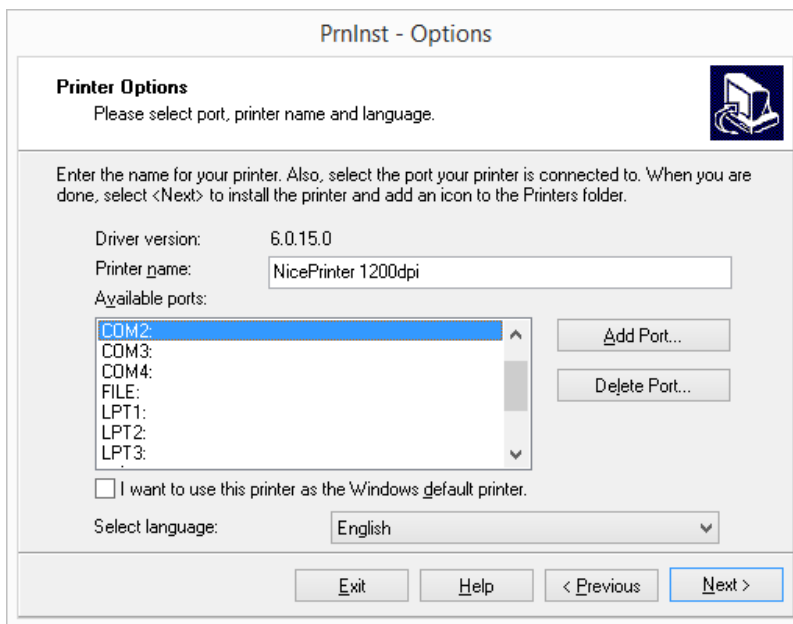 PrnInst - Options
Printer Options
Please select port, printer name and language.
Enter the name for your printer. Also, select the port your printer is connected to. When you are
done, select <Next> to install the printer and add an icon to the Printers folder.
Driver version: 6.0.15.0
Printer name: NicePrinter 1200dpi
Available ports:
COM2:
COM3:
COM4:
FILE:
LPT1:
LPT2:
LPT3:
Add Port...
Delete Port...
I want to use this printer as the Windows default printer.
Select language: English
Exit Help < Previous Next >